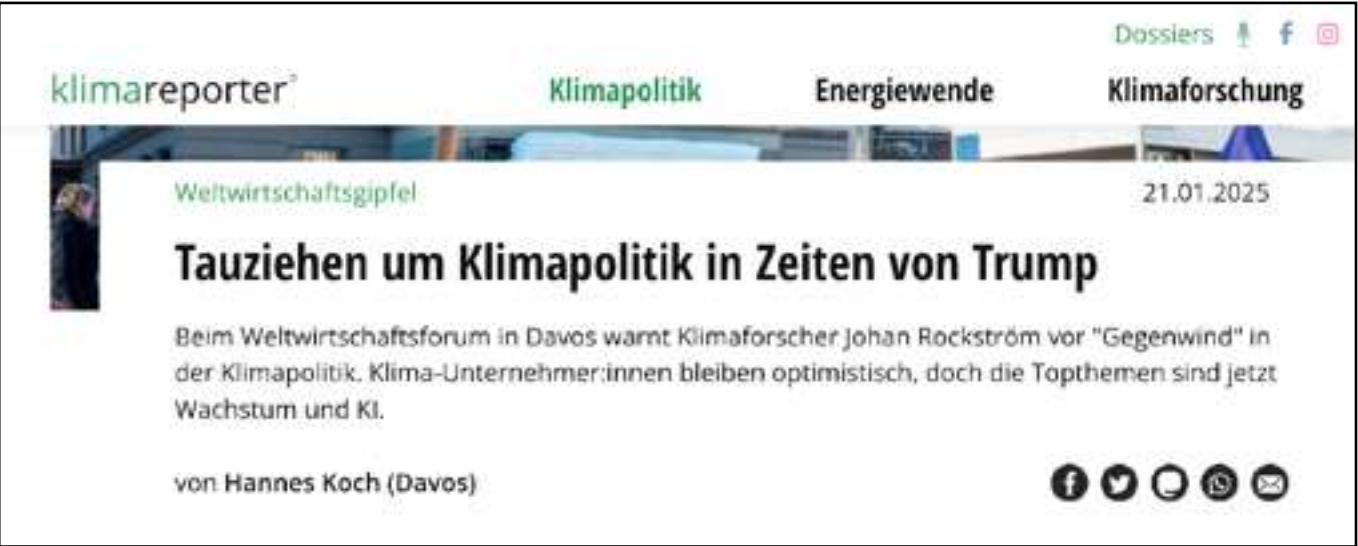 Dossiers
klimareporter°
Klimapolitik Energiewende Klimaforschung
Weltwirtschaftsgipfel 21.01.2025
Tauziehen um Klimapolitik in Zeiten von Trump
Beim Weltwirtschaftsforum in Davos warnt Klimaforscher Johan Rockström vor "Gegenwind" in
der Klimapolitik. Klima-Unternehmer:innen bleiben optimistisch, doch die Topthemen sind jetzt
Wachstum und KI.
von Hannes Koch (Davos)